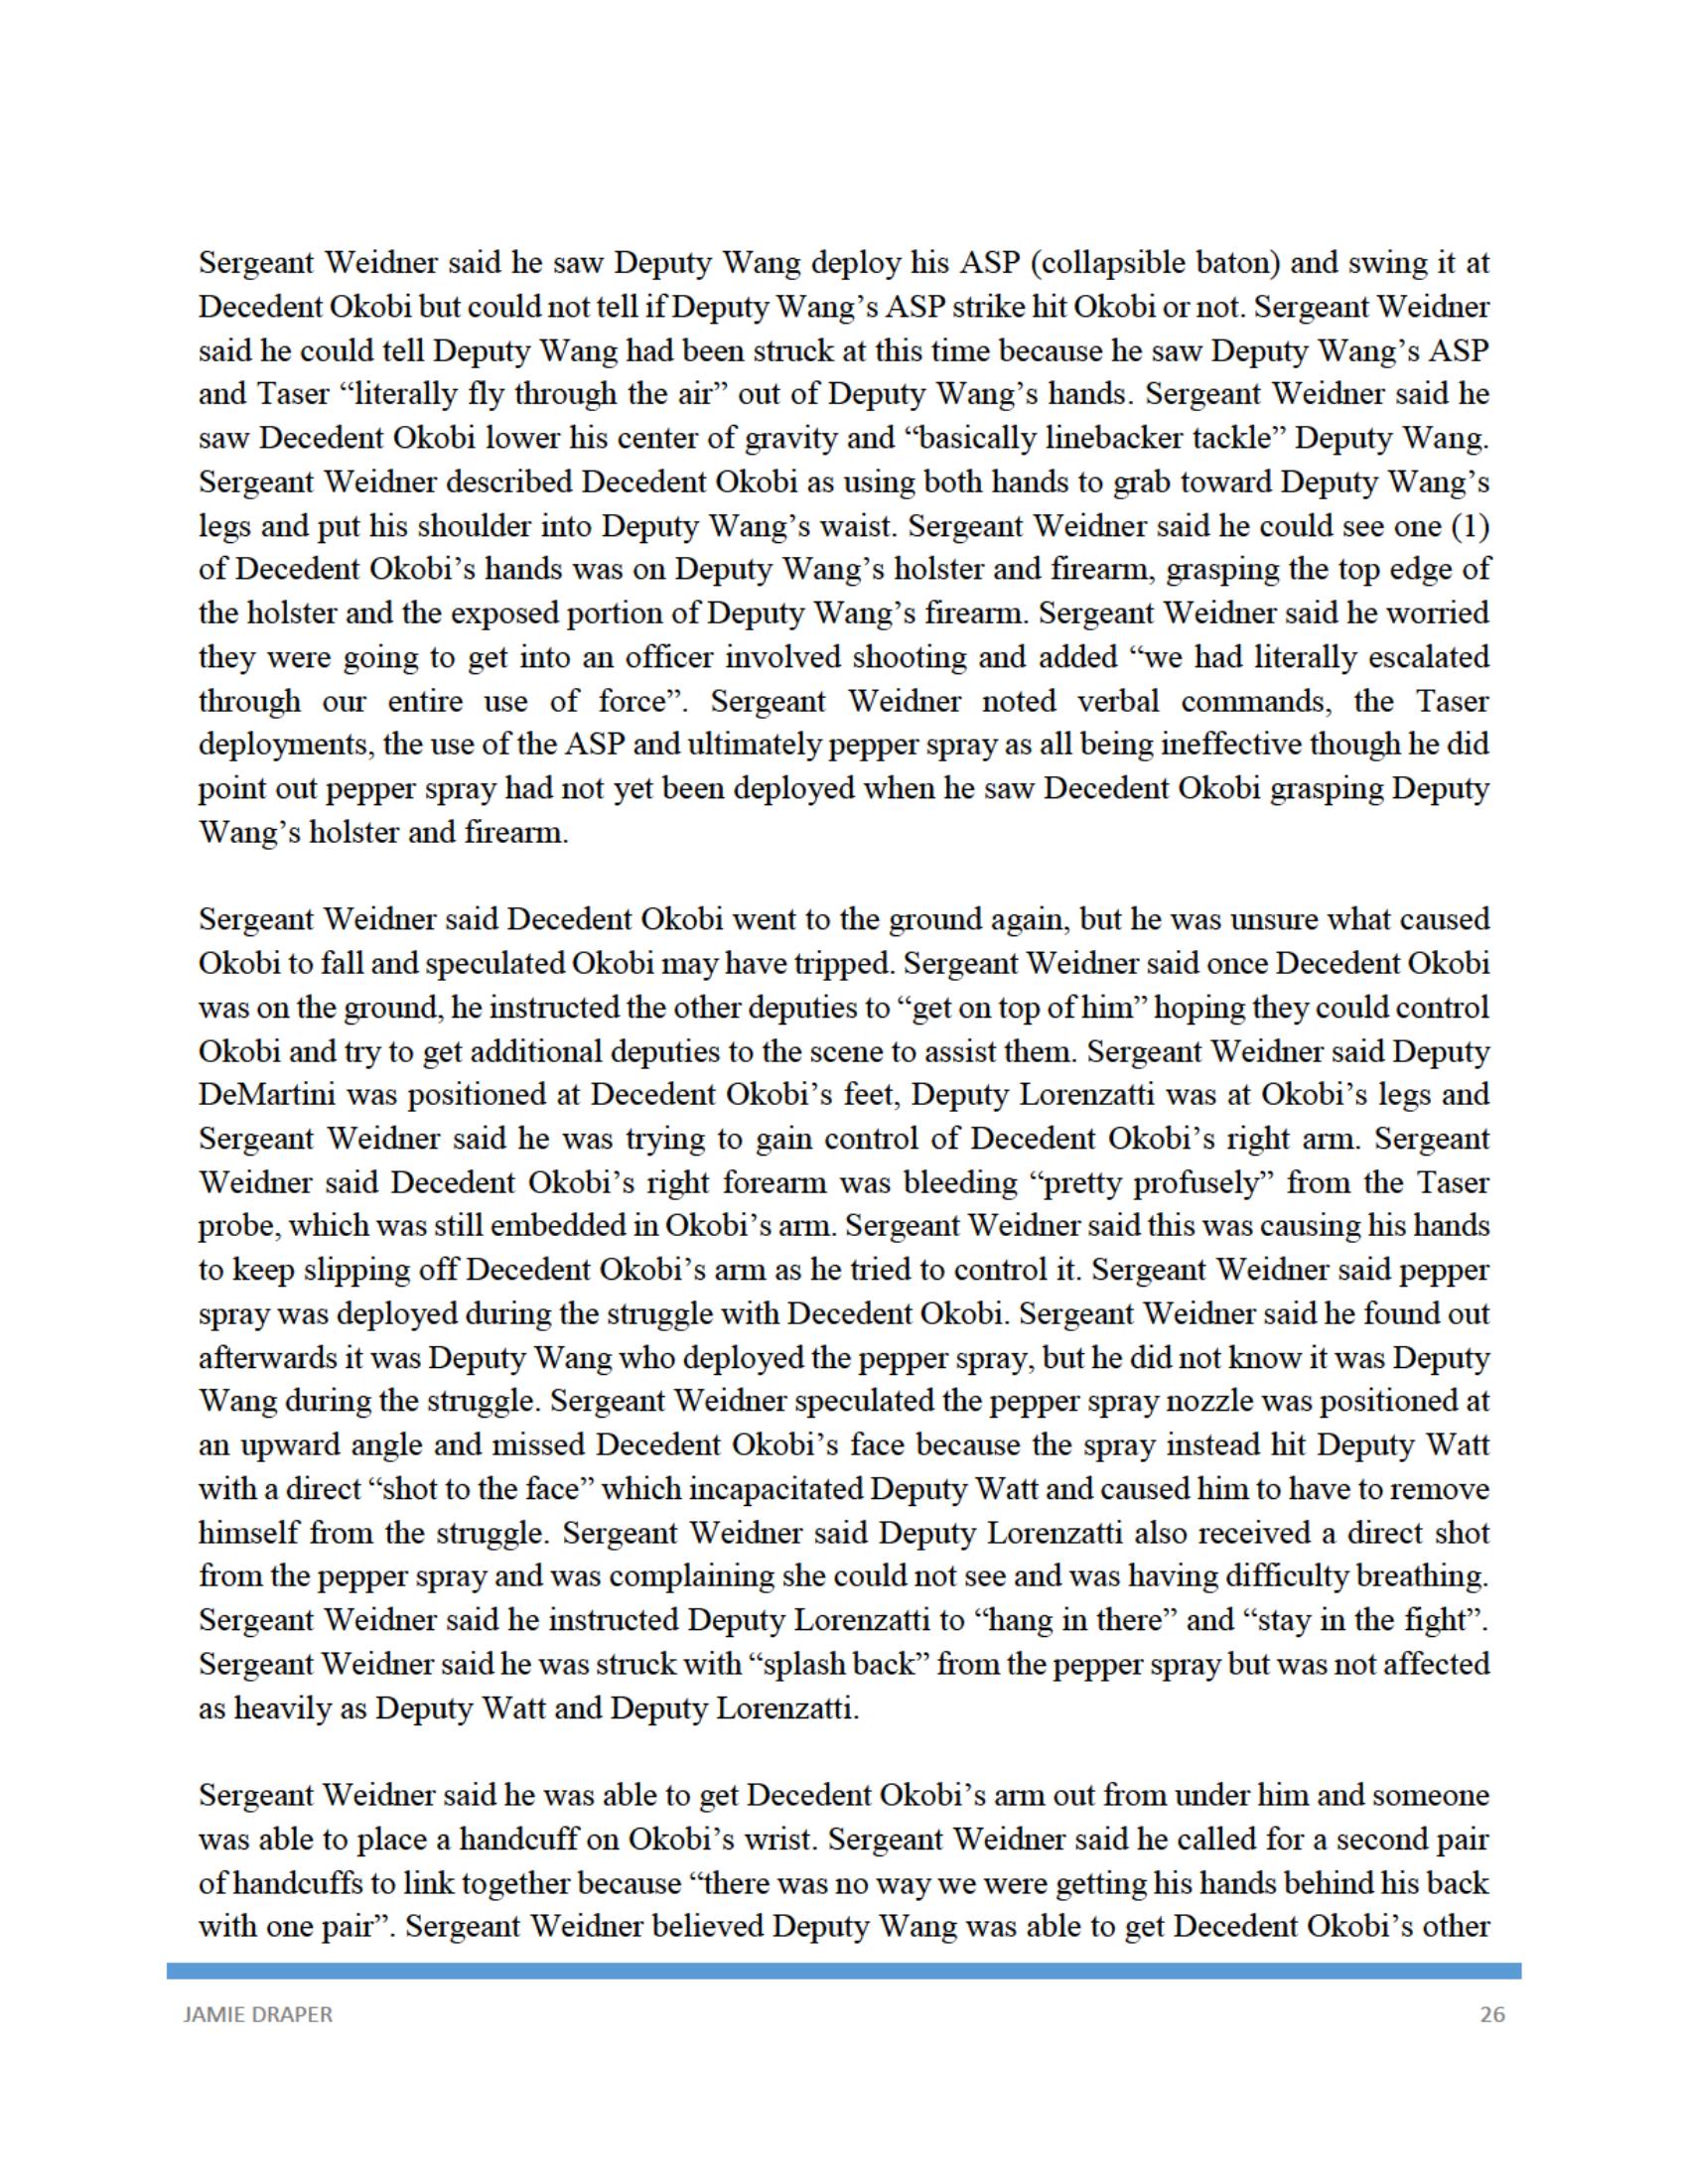 Sergeant Weidner said he saw Deputy Wang deploy his ASP (collapsible baton) and swing it at
Decedent Okobi but could not tell if Deputy Wang’s ASP strike hit Okobi or not. Sergeant Weidner
said he could tell Deputy Wang had been struck at this time because he saw Deputy Wang’s ASP
and Taser “literally fly through the air” out of Deputy Wang’s hands. Sergeant Weidner said he
saw Decedent Okobi lower his center of gravity and “basically linebacker tackle” Deputy Wang.
Sergeant Weidner described Decedent Okobi as using both hands to grab toward Deputy Wang’s
legs and put his shoulder into Deputy Wang’s waist. Sergeant Weidner said he could see one (1)
of Decedent Okobi’s hands was on Deputy Wang’s holster and firearm, grasping the top edge of
the holster and the exposed portion of Deputy Wang’s firearm. Sergeant Weidner said he worried
they were going to get into an officer involved shooting and added “we had literally escalated
through our entire use of force”. Sergeant Weidner noted verbal commands, the Taser
deployments, the use of the ASP and ultimately pepper spray as all being ineffective though he did
point out pepper spray had not yet been deployed when he saw Decedent Okobi grasping Deputy
Wang’s holster and firearm.
Sergeant Weidner said Decedent Okobi went to the ground again, but he was unsure what caused
Okobi to fall and speculated Okobi may have tripped. Sergeant Weidner said once Decedent Okobi
was on the ground, he instructed the other deputies to “get on top of him” hoping they could control
Okobi and try to get additional deputies to the scene to assist them. Sergeant Weidner said Deputy
DeMartini was positioned at Decedent Okobi’s feet, Deputy Lorenzatti was at Okobi’s legs and
Sergeant Weidner said he was trying to gain control of Decedent Okobi’s right arm. Sergeant
Weidner said Decedent Okobi’s right forearm was bleeding “pretty profusely” from the Taser
probe, which was still embedded in Okobi’s arm. Sergeant Weidner said this was causing his hands
to keep slipping off Decedent Okobi’s arm as he tried to control it. Sergeant Weidner said pepper
spray was deployed during the struggle with Decedent Okobi. Sergeant Weidner said he found out
afterwards it was Deputy Wang who deployed the pepper spray, but he did not know it was Deputy
Wang during the struggle. Sergeant Weidner speculated the pepper spray nozzle was positioned at
an upward angle and missed Decedent Okobi’s face because the spray instead hit Deputy Watt
with a direct “shot to the face” which incapacitated Deputy Watt and caused him to have to remove
himself from the struggle. Sergeant Weidner said Deputy Lorenzatti also received a direct shot
from the pepper spray and was complaining she could not see and was having difficulty breathing.
Sergeant Weidner said he instructed Deputy Lorenzatti to “hang in there” and “stay in the fight”.
Sergeant Weidner said he was struck with “splash back” from the pepper spray but was not affected
as heavily as Deputy Watt and Deputy Lorenzatti.
Sergeant Weidner said he was able to get Decedent Okobi’s arm out from under him and someone
was able to place a handcuff on Okobi’s wrist. Sergeant Weidner said he called for a second pair
of handcuffs to link together because “there was no way we were getting his hands behind his back
with one pair”. Sergeant Weidner believed Deputy Wang was able to get Decedent Okobi’s other
JAMIE DRAPER 26